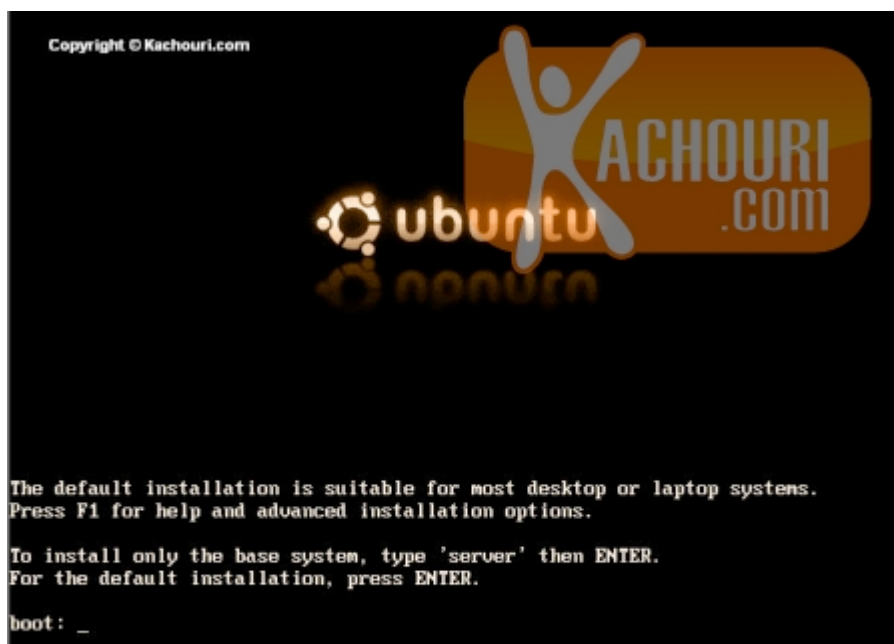 Copyright © Kachouri.com
KACHOURI
.COM
ubuntu
The default installation is suitable for most desktop or laptop systems.
Press F1 for help and advanced installation options.
To install only the base system, type 'server' then ENTER.
For the default installation, press ENTER.
boot: _